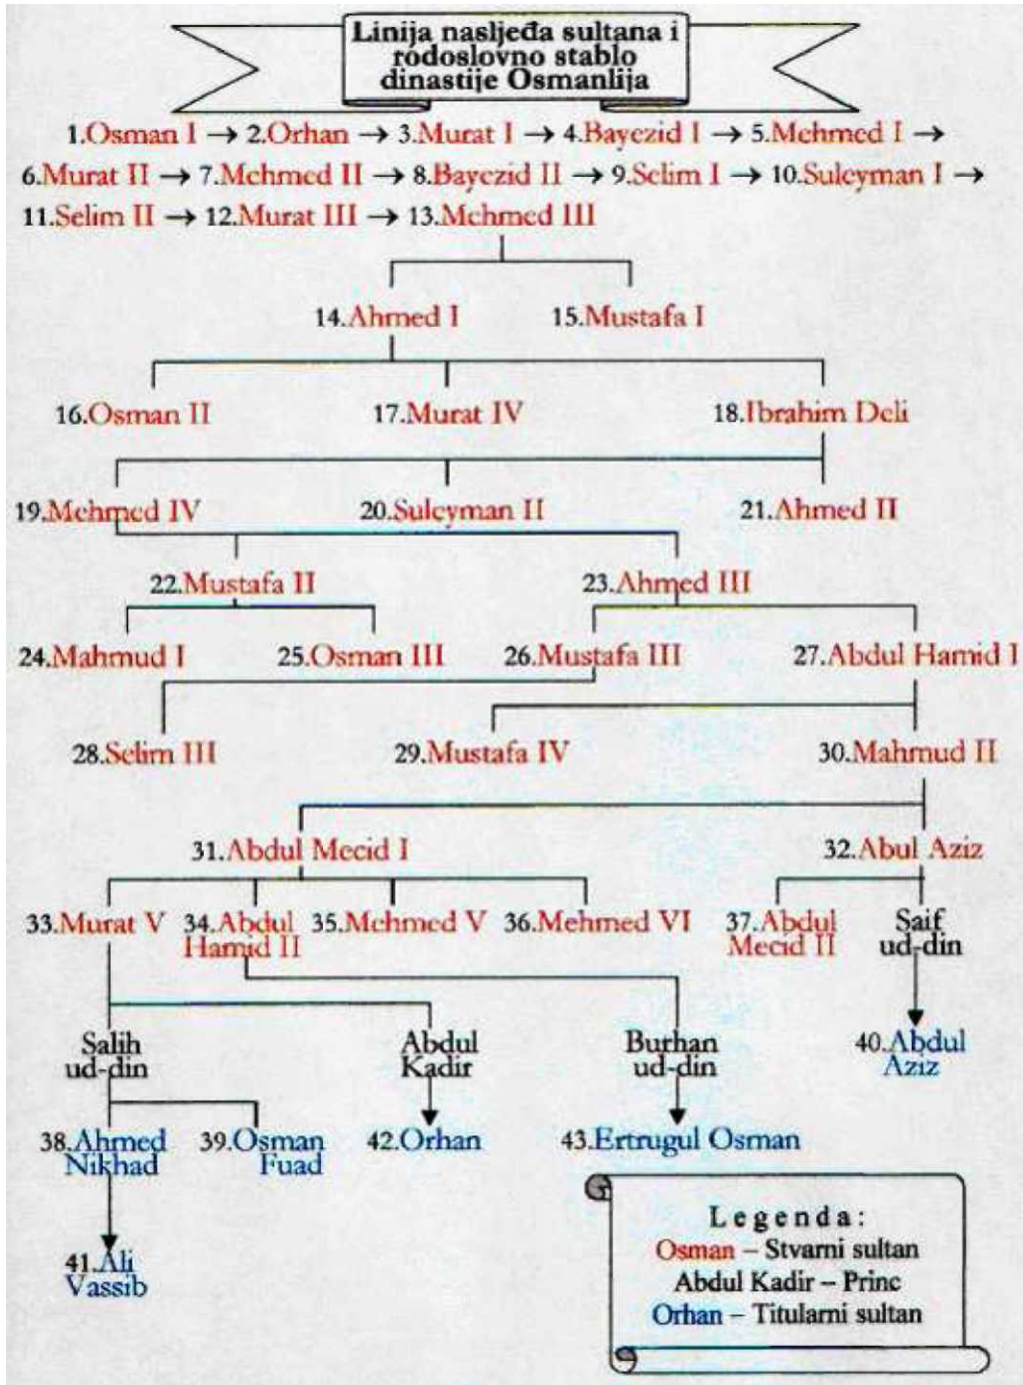 Linija nasljeđa sultana i
rodoslovno stablo
dinastije Osmanlija
1.Osman I → 2.Orhan → 3.Murat I → 4.Bayezid I → 5.Mehmed I →
6.Murat II → 7.Mehmed II → 8.Bayezid II → 9.Selim I → 10.Suleyman I →
11.Selim II → 12.Murat III → 13.Mehmed III
14.Ahmed I 15.Mustafa I
16.Osman II 17.Murat IV 18.Ibrahim Deli
19.Mehmed IV 20.Suleyman II 21.Ahmed II
22.Mustafa II 23.Ahmed III
24.Mahmud I 25.Osman III 26.Mustafa III 27.Abdul Hamid I
28.Selim III 29.Mustafa IV 30.Mahmud II
31.Abdul Mecid I 32.Abul Aziz
33.Murat V 34.Abdul 35.Mehmed V 36.Mehmed VI 37.Abdul Saif
Hamid II Mecid II ud-din
Salih Abdul Burhan 40.Abdul
ud-din Kadir ud-din Aziz
38.Ahmed 39.Osman 42.Orhan 43.Ertrugul Osman
Nikhad Fuad
41.Ali
Vassib
Legenda:
Osman – Stvarni sultan
Abdul Kadir – Princ
Orhan – Titularni sultan